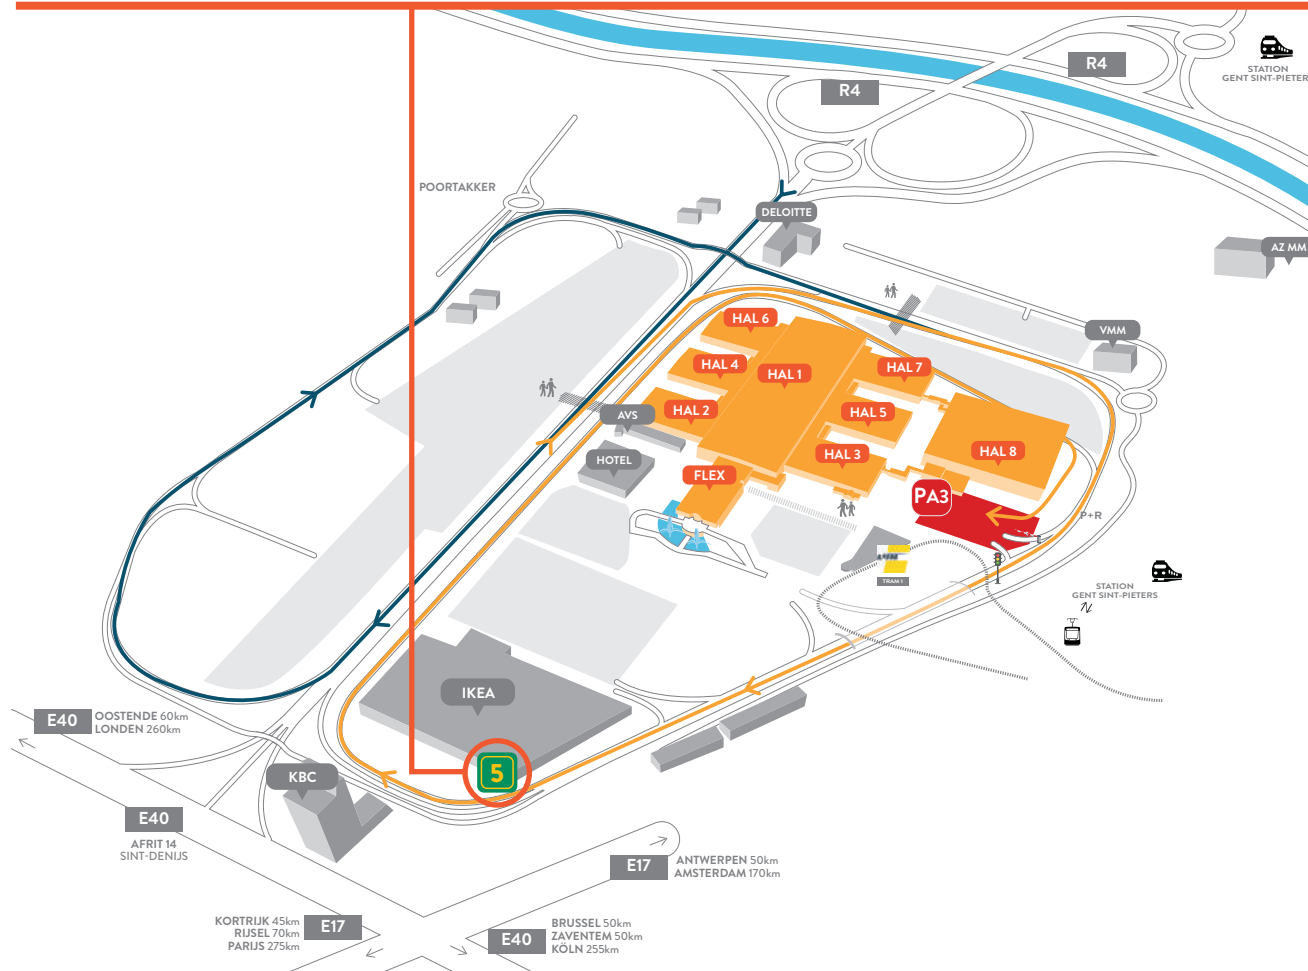 R4
R4
STATION
GENT SINT-PIETER
POORTAKKER
DELOITTE
AZ MM
HAL 6
VMM
HAL 4
HAL 1
HAL 7
HAL 2
AVS
HAL 5
HOTEL
HAL 3
HAL 8
FLEX
PA3
P+R
TRAM 1
STATION
GENT SINT-PIETERS
IKEA
E40
OOSTENDE 60km
LONDEN 260km
5
KBC
E40
AFRIT 14
SINT-DENIJS
E17
ANTWERPEN 50km
AMSTERDAM 170km
KORTRIJK 45km
RIJSEL 70km
PARIJS 275km
E17
E40
BRUSSEL 50km
ZAVENTEM 50km
KÖLN 255km